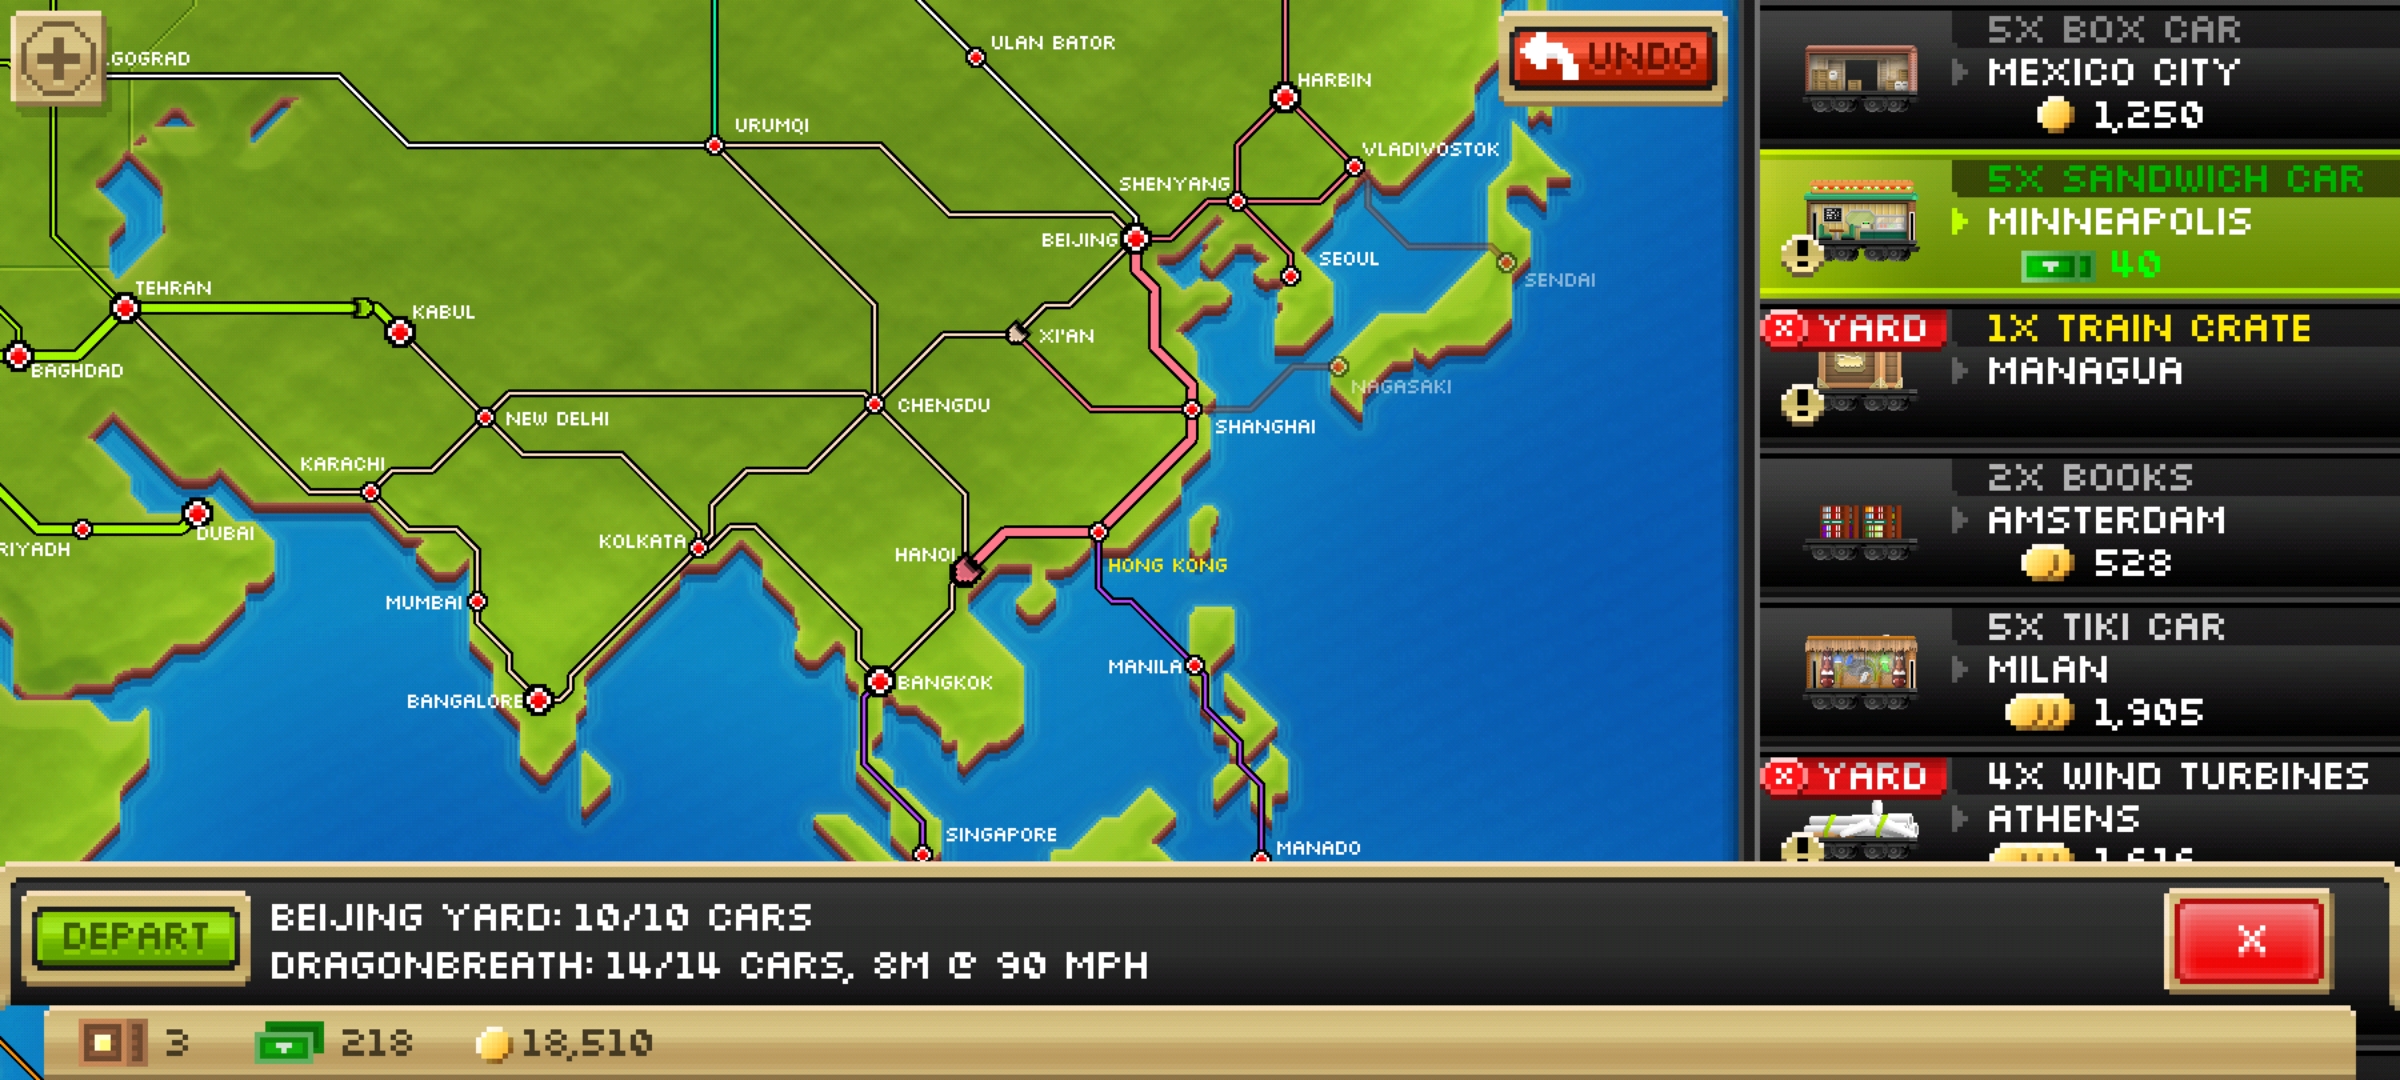 .GOGRAD
ULAN BATOR
UNDO
HARBIN
URUMQI
VLADIVOSTOK
SHENYANG
BEIJING
SEOUL
SENDAI
TEHRAN
KABUL
XI'AN
BAGHDAD
NAGASAKI
NEW DELHI
CHENGDU
SHANGHAI
KARACHI
DUBAI
RIYADH
KOLKATA
HANOI
HONG KONG
MUMBAI
MANILA
BANGALORE
BANGKOK
SINGAPORE
MANADO
5X BOX CAR
MEXICO CITY
1,250
5X SANDWICH CAR
MINNEAPOLIS
40
YARD
1X TRAIN CRATE
MANAGUA
2X BOOKS
AMSTERDAM
528
5X TIKI CAR
MILAN
1,905
YARD
4X WIND TURBINES
ATHENS
1,616
DEPART
BEIJING YARD: 10/10 CARS
DRAGONBREATH: 14/14 CARS, 8M @ 90 MPH
X
3
218
18,510